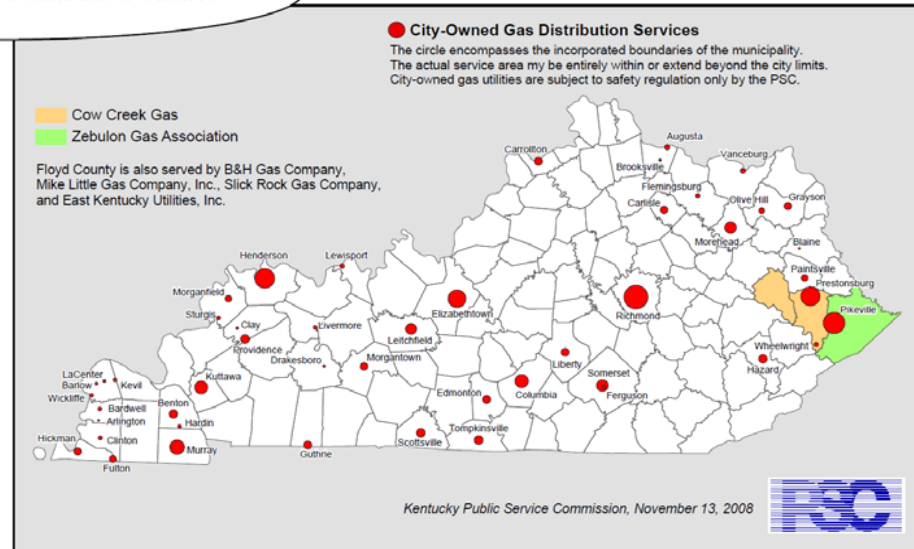 City-Owned Gas Distribution Services
The circle encompasses the incorporated boundaries of the municipality.
The actual service area my be entirely within or extend beyond the city limits.
City-owned gas utilities are subject to safety regulation only by the PSC.
Cow Creek Gas
Zebulon Gas Association
Floyd County is also served by B&H Gas Company,
Mike Little Gas Company, Inc., Slick Rock Gas Company,
and East Kentucky Utilities, Inc.
Augusta
Carrollton
Vanceburg
Brooksville
Flemingsburg
Carlisle
Olive Hill
Grayson
Morehead
Blaine
Henderson
Lewisport
Paintsville
Prestonsburg
Morganfield
Elizabethtown
Richmond
Pikeville
Sturgis
Clay
Livermore
Leitchfield
Providence
Wheelwright
Drakesboro
Morgantown
Liberty
Hazard
LaCenter
Barlow
Kevil
Kuttawa
Somerset
Wickliffe
Edmonton
Columbia
Ferguson
Bardwell
Benton
Arlington
Hardin
Tompkinsville
Hickman
Clinton
Scottsville
Murray
Guthrie
Fulton
Kentucky Public Service Commission, November 13, 2008
PSC